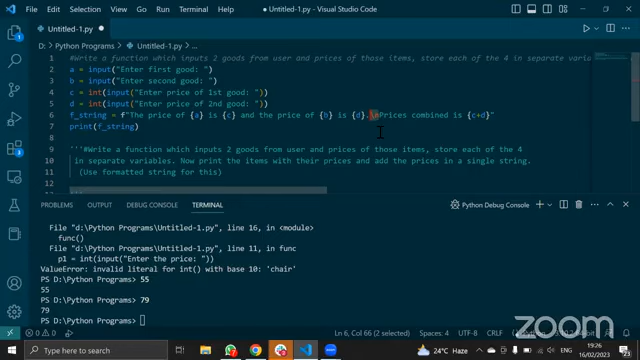 File Edit Selection View Go Run Terminal Help
Untitled-1.py - Visual Studio Code
Untitled-1.py
D: > Python Programs > Untitled-1.py > ...
1 #Write a function which inputs 2 goods from user and prices of those items, store each of the 4 in separate variables
2 a = input("Enter first good: ")
3 b = input("Enter second good: ")
4 c = int(input("Enter price of 1st good: "))
5 d = int(input("Enter price of 2nd good: "))
6 f_string = f"The price of {a} is {c} and the price of {b} is {d}.\nPrices combined is {c+d}"
7 print(f_string)
8
9 '''#Write a function which inputs 2 goods from user and prices of those items, store each of the 4
10 in separate variables. Now print the items with their prices and add the prices in a single string.
11 (Use formatted string for this)
12
13 '''
PROBLEMS OUTPUT DEBUG CONSOLE TERMINAL
Python Debug Console
File "d:\Python Programs\Untitled-1.py", line 16, in <module>
func()
File "d:\Python Programs\Untitled-1.py", line 11, in func
p1 = int(input("Enter the price: "))
ValueError: invalid literal for int() with base 10: 'chair'
PS D:\Python Programs> 55
55
PS D:\Python Programs> 79
79
PS D:\Python Programs>
zoom
0 0
Ln 6, Col 66 (2 selected) Spaces: 4 UTF-8 CRLF
Type here to search
24°C Haze
19:26
16/02/2023